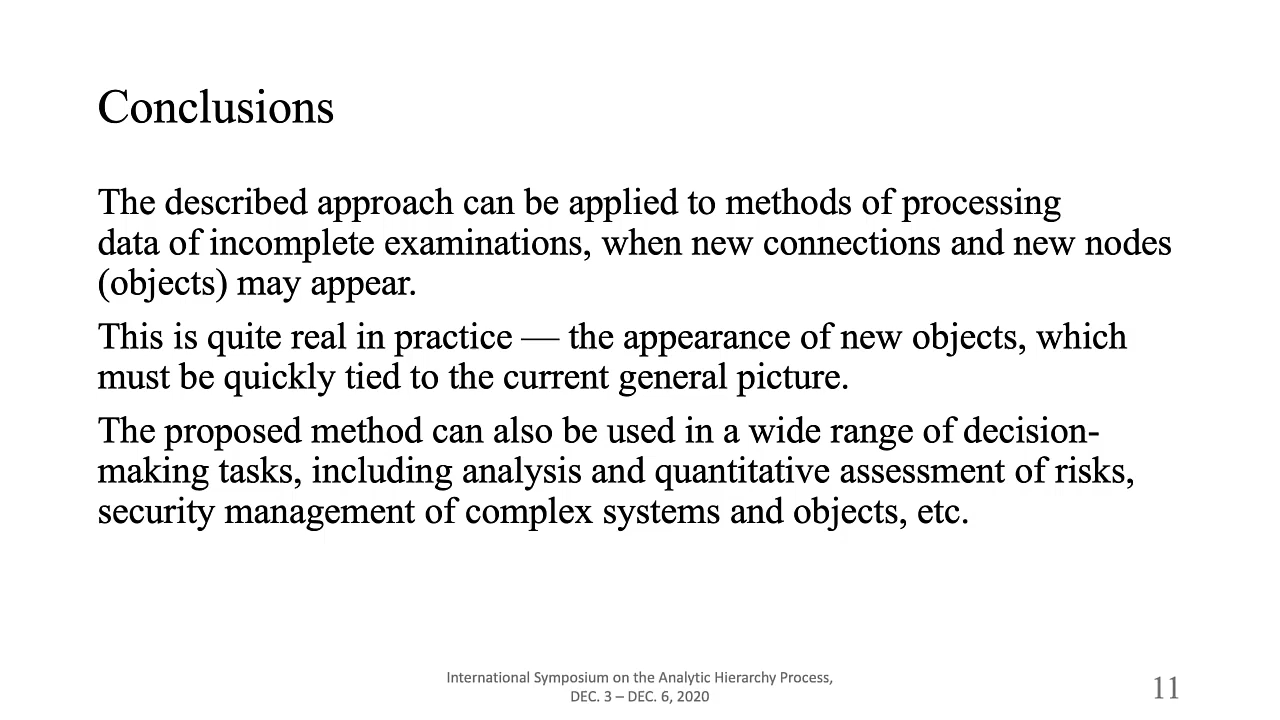 Conclusions
The described approach can be applied to methods of processing
data of incomplete examinations, when new connections and new nodes
(objects) may appear.
This is quite real in practice — the appearance of new objects, which
must be quickly tied to the current general picture.
The proposed method can also be used in a wide range of decision-
making tasks, including analysis and quantitative assessment of risks,
security management of complex systems and objects, etc.
International Symposium on the Analytic Hierarchy Process,
DEC. 3 – DEC. 6, 2020
11